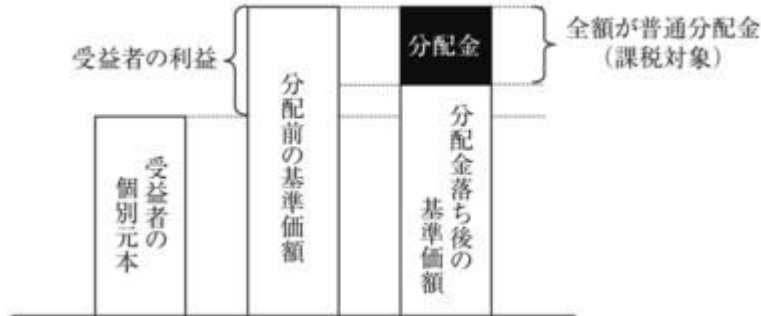 受益者の利益
分配金
全額が普通分配金
(課税対象)
受益者の
個別元本
分配前の基準価額
分配金落ち後の
基準価額